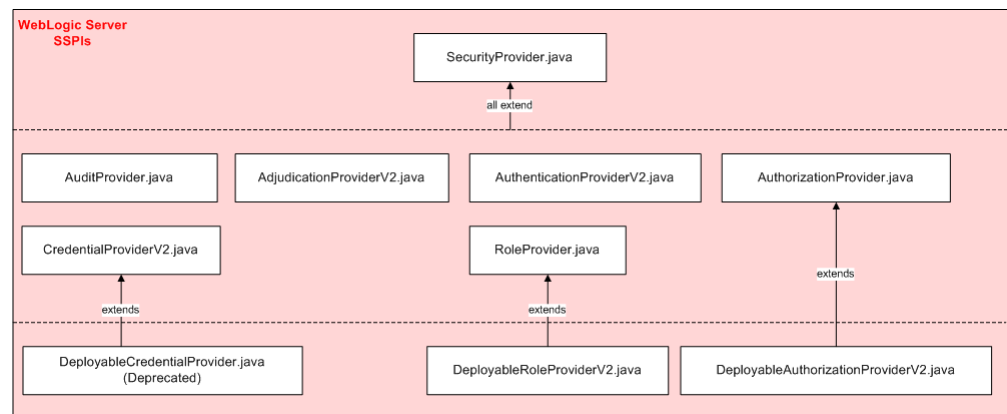 WebLogic Server
SSPIs
SecurityProvider.java
all extend
AuditProvider.java
AdjudicationProviderV2.java
AuthenticationProviderV2.java
AuthorizationProvider.java
CredentialProviderV2.java
RoleProvider.java
extends
extends
extends
DeployableCredentialProvider.java
(Deprecated)
DeployableRoleProviderV2.java
DeployableAuthorizationProviderV2.java